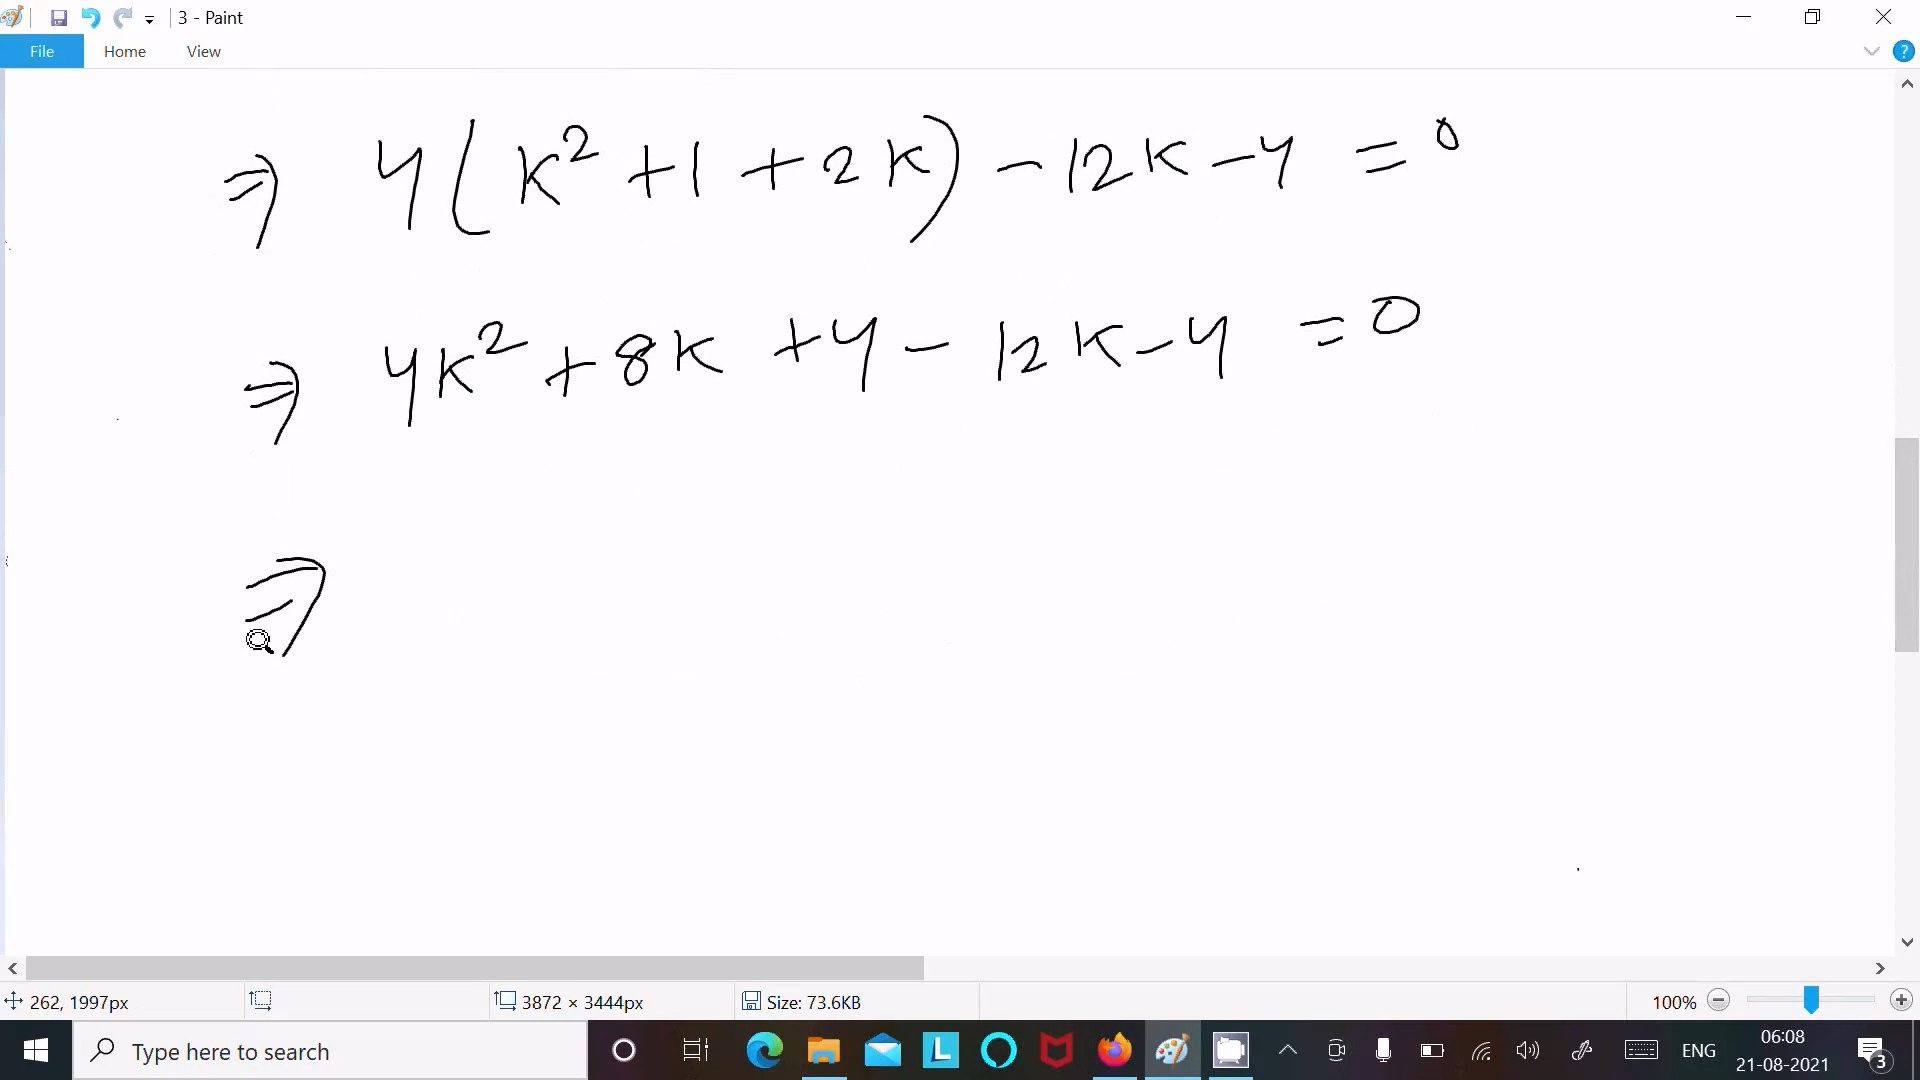 3 - Paint
File Home View
⇒ 4(k² +1 + 2k) - 12k - 4 = 0
⇒ 4k² + 8k + 4 - 12k - 4 = 0
⇒
262, 1997px 3872 × 3444px Size: 73.6KB 100%
Type here to search ENG 06:08
21-08-2021 3